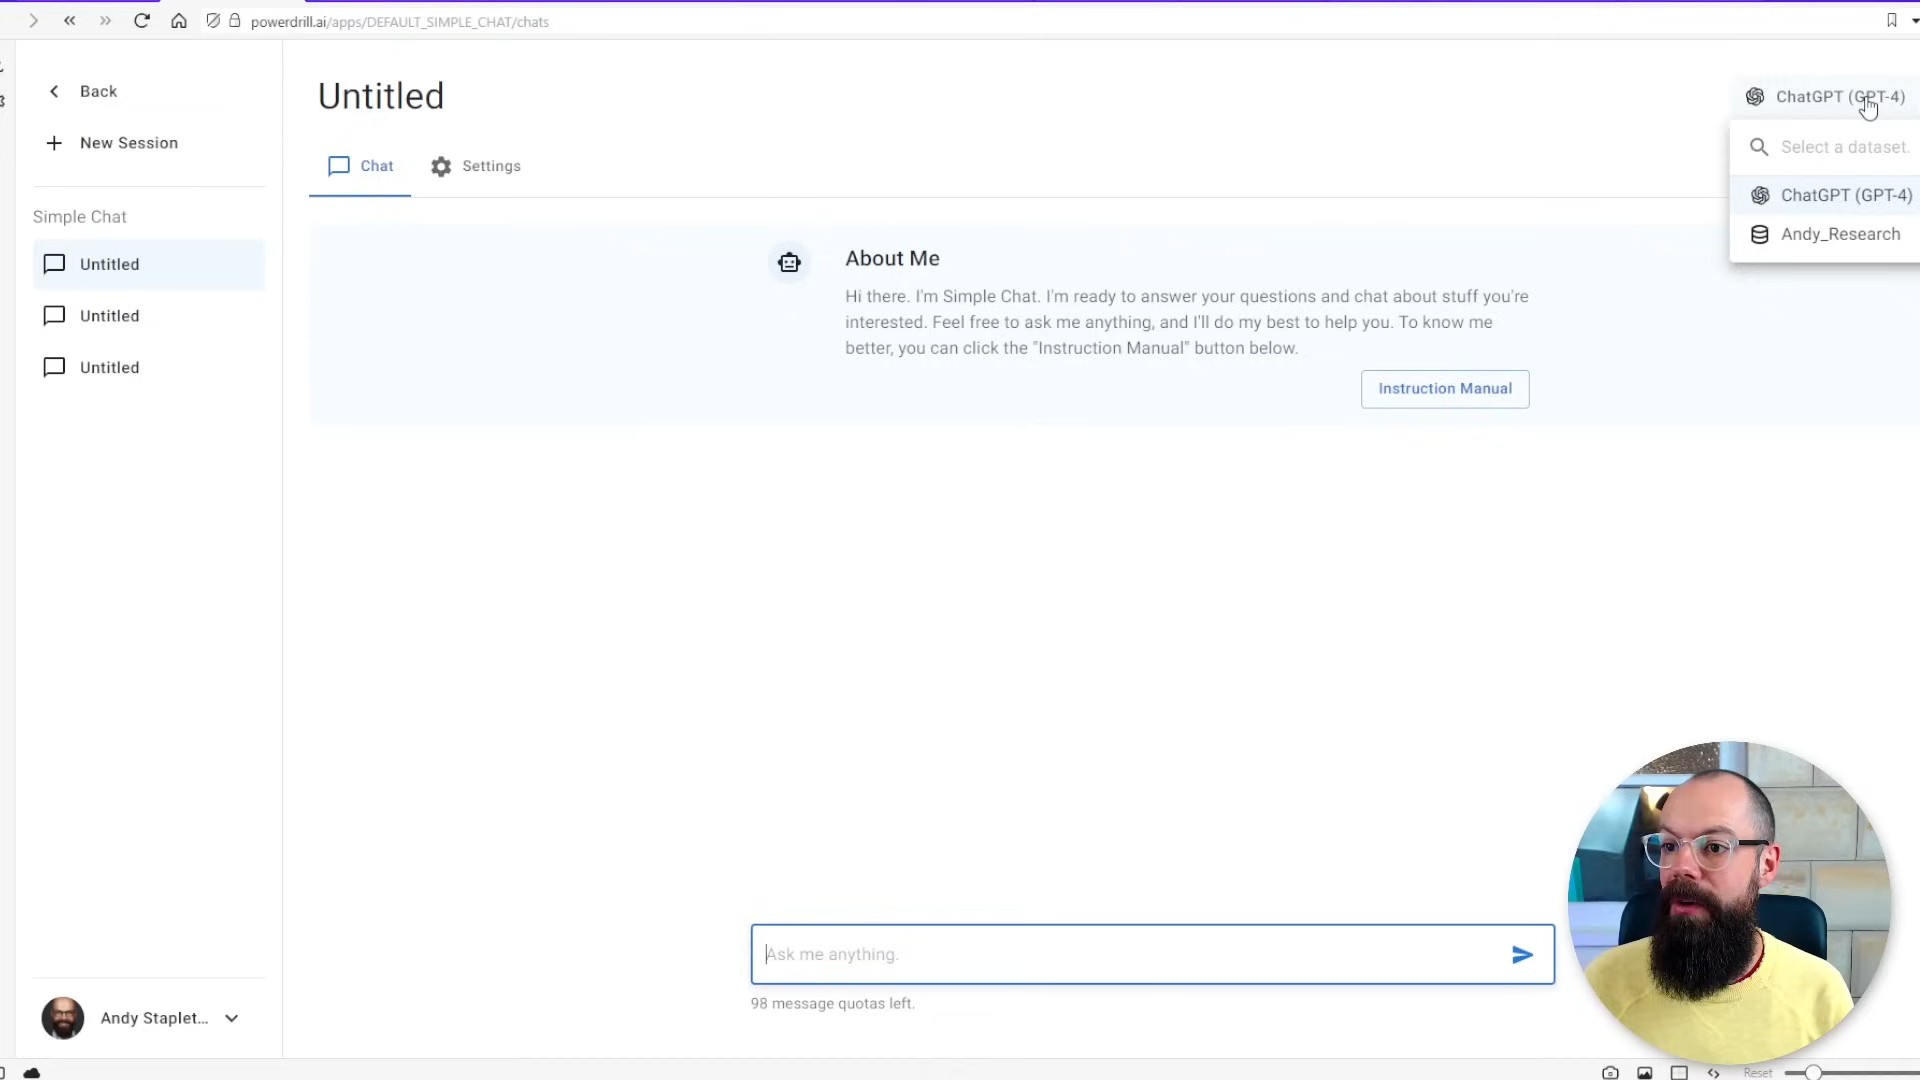 powerdrill.ai/apps/DEFAULT_SIMPLE_CHAT/chats
Back
New Session
Simple Chat
Untitled
Untitled
Untitled
Andy Staplet...
Untitled
Chat
Settings
ChatGPT (GPT-4)
Select a dataset.
ChatGPT (GPT-4)
Andy_Research
About Me
Hi there. I'm Simple Chat. I'm ready to answer your questions and chat about stuff you're
interested. Feel free to ask me anything, and I'll do my best to help you. To know me
better, you can click the "Instruction Manual" button below.
Instruction Manual
Ask me anything.
98 message quotas left.
Reset